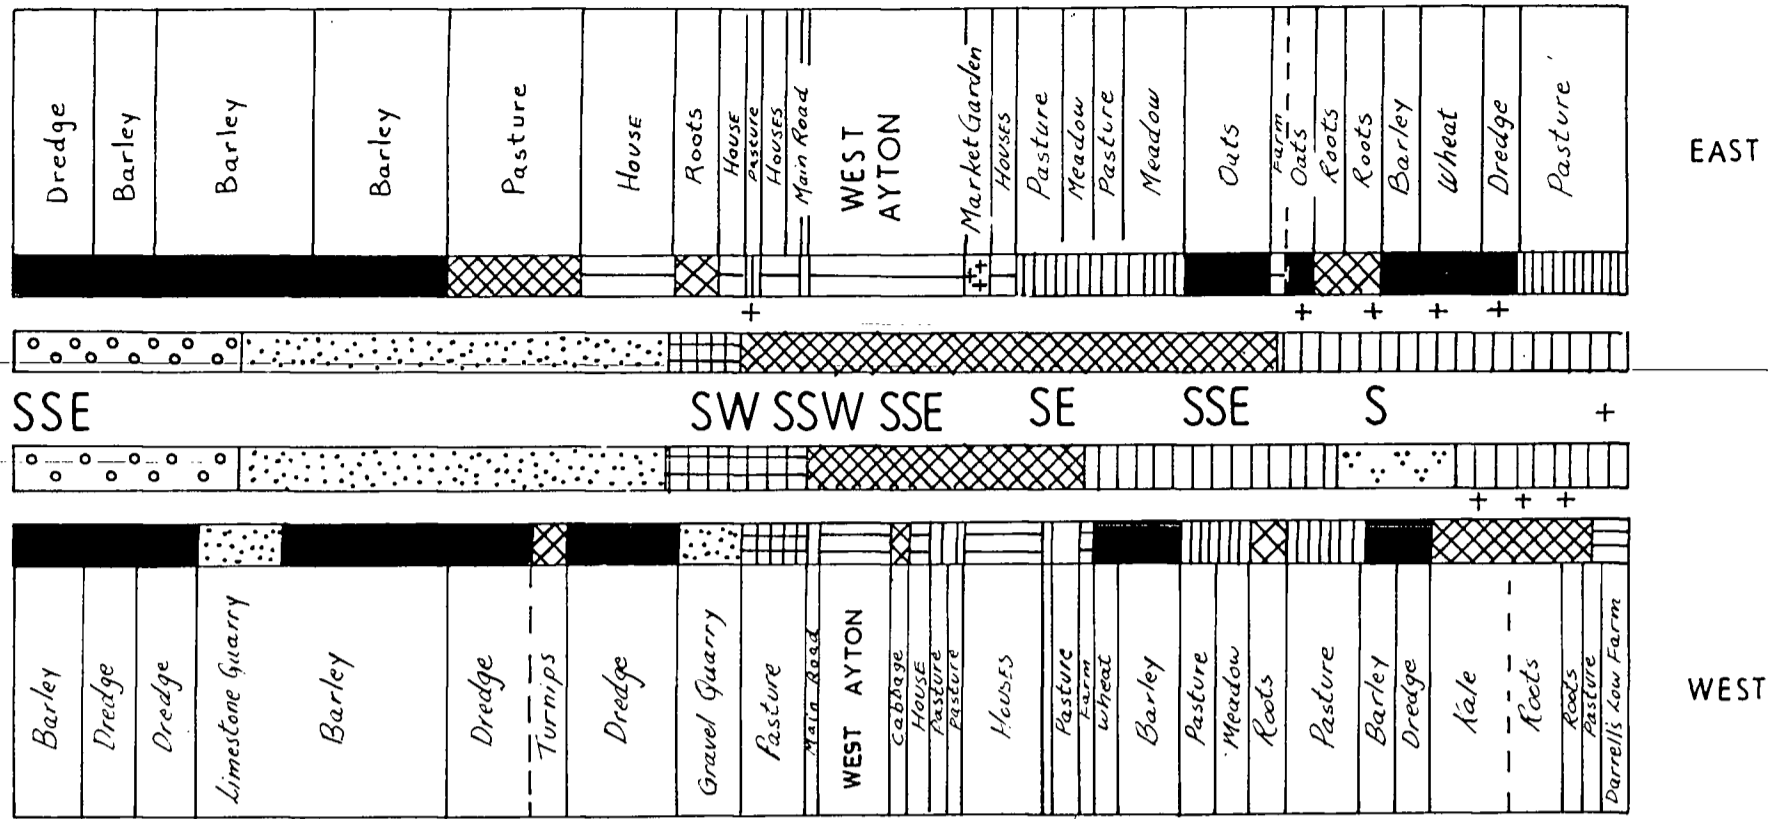 Dredge
Barley
Barley
Barley
Pasture
House
Roots
House
Pasture
Houses
Main Road
WEST
AYTON
Market Garden
Houses
Pasture
Meadow
Pasture
Meadow
Oats
Farm
Oats
Roots
Roots
Barley
Wheat
Dredge
Pasture
EAST
SSE
SW
SSW
SSE
SE
SSE
S
Barley
Dredge
Dredge
Limestone Quarry
Barley
Dredge
Turnips
Dredge
Gravel Quarry
Pasture
Main Road
WEST AYTON
Cabbage
House
Pasture
Pasture
Houses
Pasture
Farm
Wheat
Barley
Pasture
Meadow
Roots
Pasture
Barley
Dredge
Kale
Roots
Roots
Pasture
Darrell's Low Farm
WEST